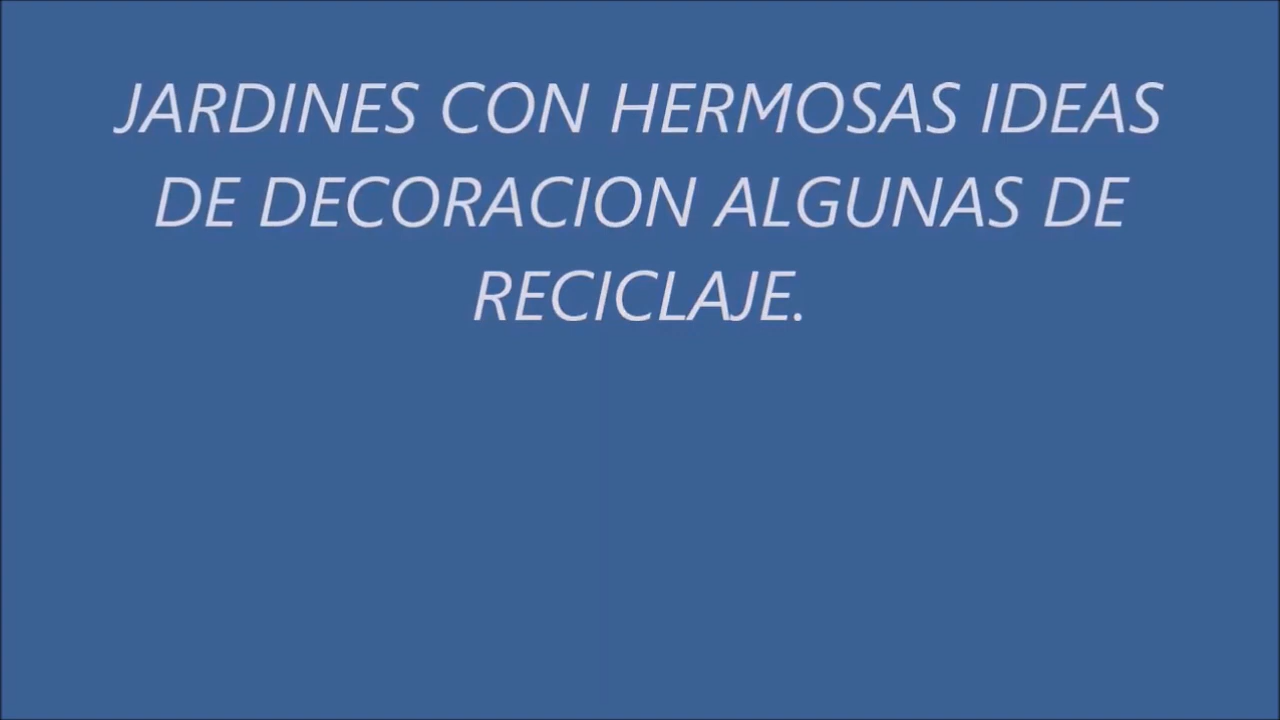 JARDINES CON HERMOSAS IDEAS
DE DECORACION ALGUNAS DE
RECICLAJE.